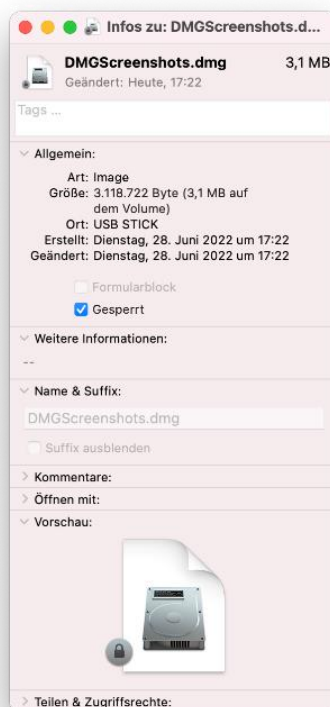 Infos zu: DMGScreenshots.d...
DMGScreenshots.dmg 3,1 MB
Geändert: Heute, 17:22
Tags ...
Allgemein:
Art: Image
Größe: 3.118.722 Byte (3,1 MB auf
dem Volume)
Ort: USB STICK
Erstellt: Dienstag, 28. Juni 2022 um 17:22
Geändert: Dienstag, 28. Juni 2022 um 17:22
Formularblock
Gesperrt
Weitere Informationen:
--
Name & Suffix:
DMGScreenshots.dmg
Suffix ausblenden
Kommentare:
Öffnen mit:
Vorschau:
Teilen & Zugriffsrechte: